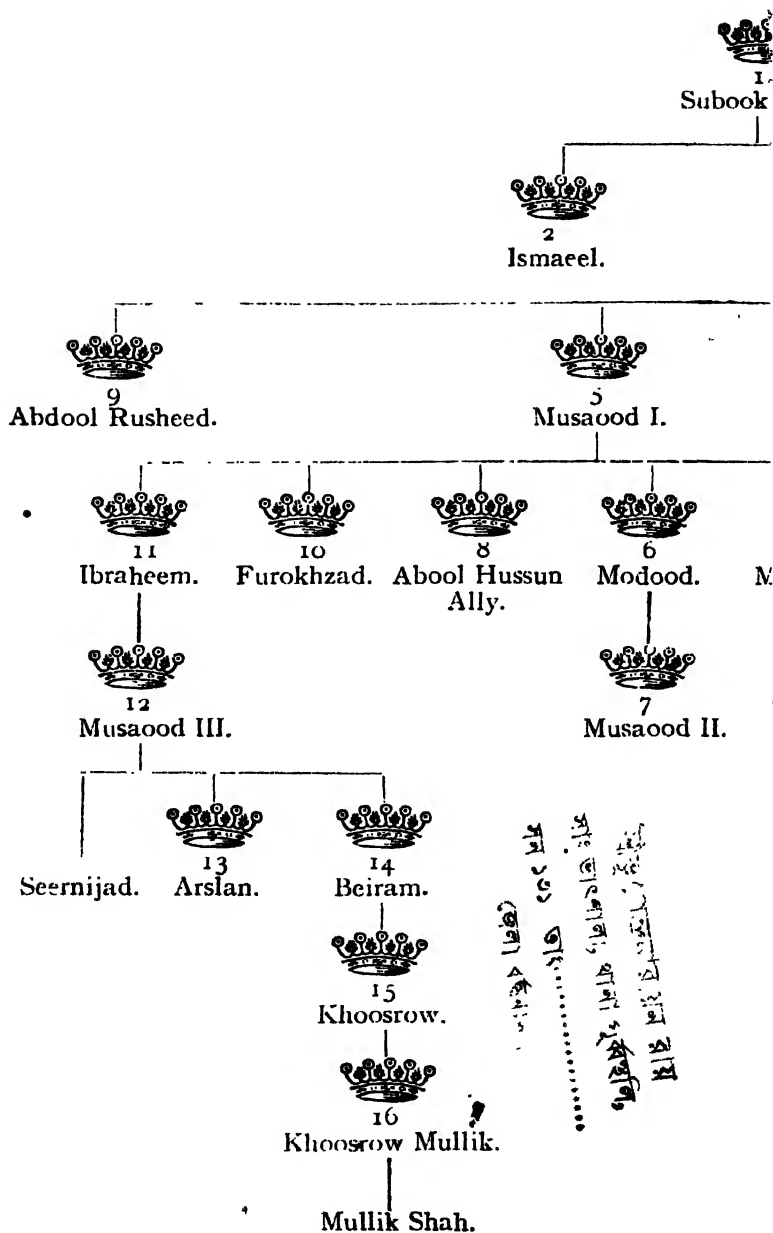 1
Subook
2
Ismaeel.
9 5
Abdool Rusheed. Musaood I.
11 10 8 6
Ibraheem. Furokhzad. Abool Hussun Modood. M
Ally.
12 7
Musaood III. Musaood II.
13 14
Seernijad. Arslan. Beiram.
15
Khoosrow.
16
Khoosrow Mullik.
Mullik Shah.